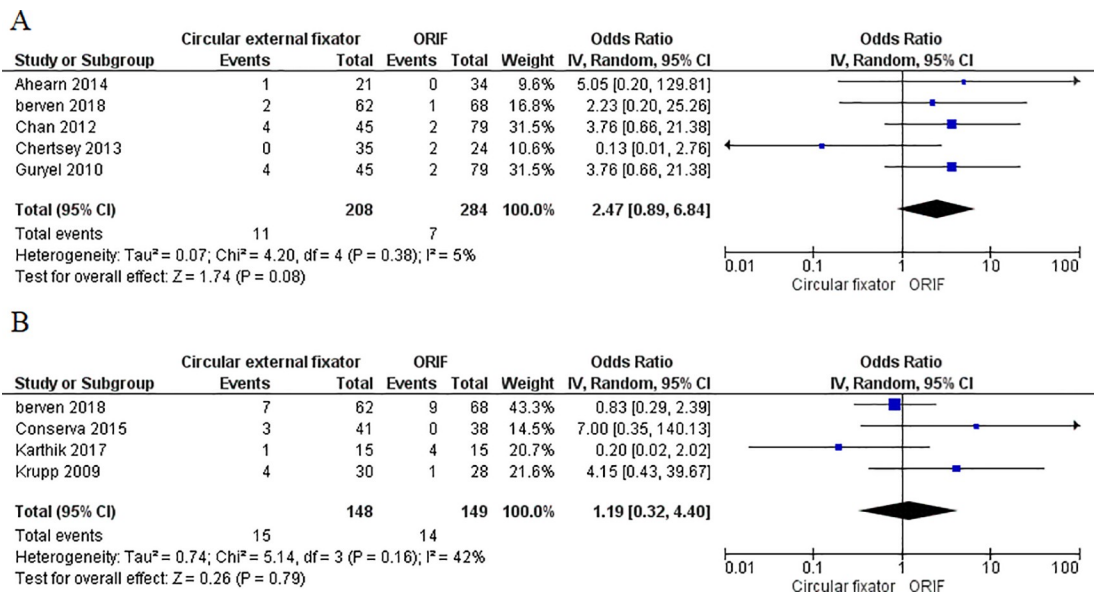 A
Circular external fixator ORIF Odds Ratio Odds Ratio
Study or Subgroup Events Total Events Total Weight IV, Random, 95% CI IV, Random, 95% CI
Ahearn 2014 1 21 0 34 9.6% 5.05 [0.20, 129.81]
berven 2018 2 62 1 68 16.8% 2.23 [0.20, 25.26]
Chan 2012 4 45 2 79 31.5% 3.76 [0.66, 21.38]
Chertsey 2013 0 35 2 24 10.6% 0.13 [0.01, 2.76]
Guryel 2010 4 45 2 79 31.5% 3.76 [0.66, 21.38]
Total (95% CI) 208 284 100.0% 2.47 [0.89, 6.84]
Total events 11 7
Heterogeneity: Tau² = 0.07; Chi² = 4.20, df = 4 (P = 0.38); I² = 5%
Test for overall effect: Z = 1.74 (P = 0.08)
0.01 0.1 1 10 100
Circular fixator ORIF
B
Circular external fixator ORIF Odds Ratio Odds Ratio
Study or Subgroup Events Total Events Total Weight IV, Random, 95% CI IV, Random, 95% CI
berven 2018 7 62 9 68 43.3% 0.83 [0.29, 2.39]
Conserva 2015 3 41 0 38 14.5% 7.00 [0.35, 140.13]
Karthik 2017 1 15 4 15 20.7% 0.20 [0.02, 2.02]
Krupp 2009 4 30 1 28 21.6% 4.15 [0.43, 39.67]
Total (95% CI) 148 149 100.0% 1.19 [0.32, 4.40]
Total events 15 14
Heterogeneity: Tau² = 0.74; Chi² = 5.14, df = 3 (P = 0.16); I² = 42%
Test for overall effect: Z = 0.26 (P = 0.79)
0.01 0.1 1 10 100
Circular fixator ORIF